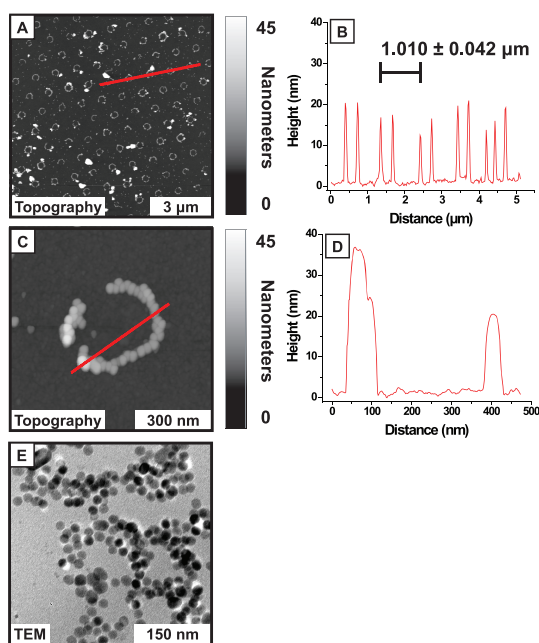 A
45
Nanometers
0
Topography
3 µm
B
1.010 ± 0.042 µm
Height (nm)
40
30
20
10
0
0 1 2 3 4 5
Distance (µm)
C
45
Nanometers
0
Topography
300 nm
D
Height (nm)
40
30
20
10
0
0 100 200 300 400 500
Distance (nm)
E
TEM
150 nm